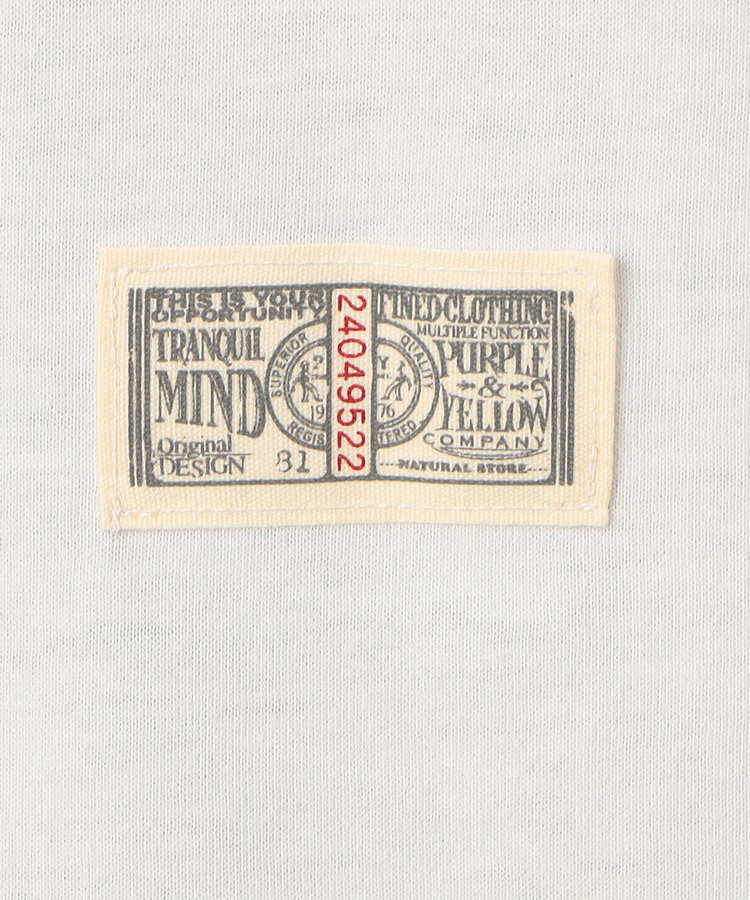 THIS IS YOUR
OPPORTUNITY
TRANQUIL
MIND
Original
DESIGN
81
SUPERIOR
QUALITY
P
Y
19
76
REGIS
TERED
24049522
FINED CLOTHING
MULTIPLE FUNCTION
PURPLE
&
YELLOW
COMPANY
----NATURAL STORE----